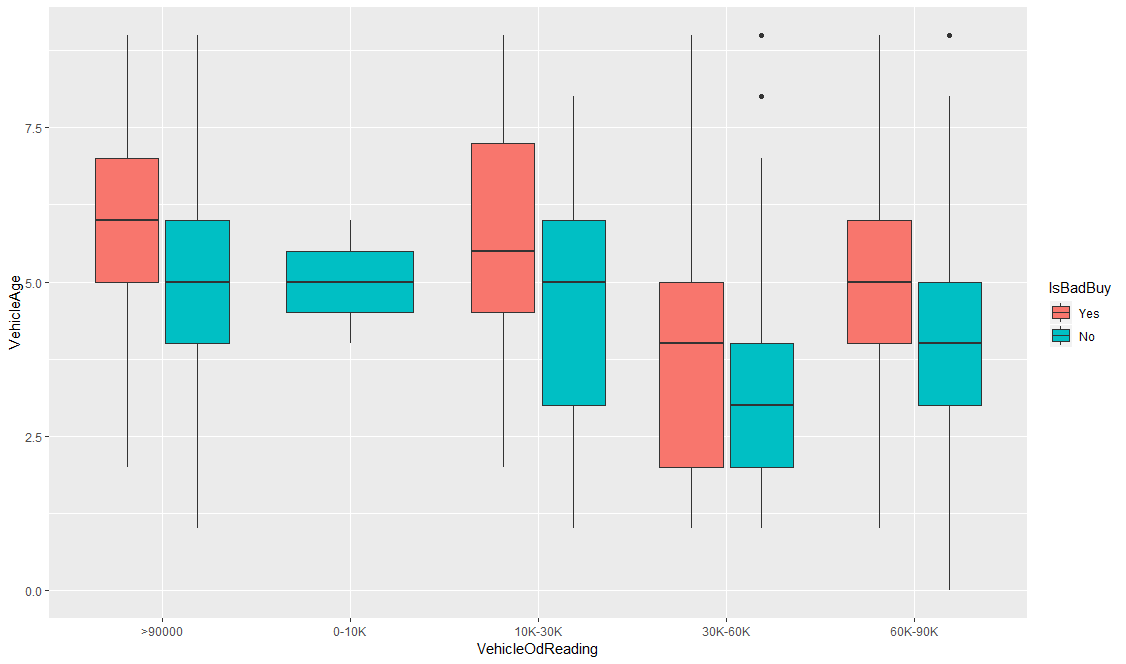 VehicleAge
7.5
5.0
2.5
0.0
>90000
0-10K
10K-30K
30K-60K
60K-90K
VehicleOdReading
IsBadBuy
Yes
No